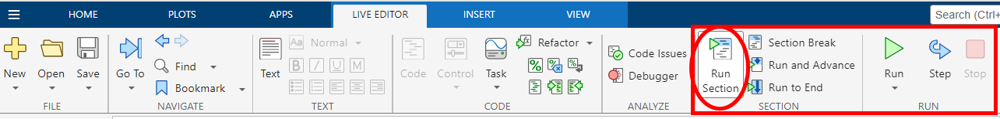 HOME PLOTS APPS LIVE EDITOR INSERT VIEW Search (Ctrl+
New
Open
Save
FILE
Go To
Find
Bookmark
NAVIGATE
Text
Aa Normal
B I U M
TEXT
Code
Control
Task
Refactor
CODE
Code Issues
Debugger
ANALYZE
Run
Section
Section Break
Run and Advance
Run to End
SECTION
Run
Step
Stop
RUN